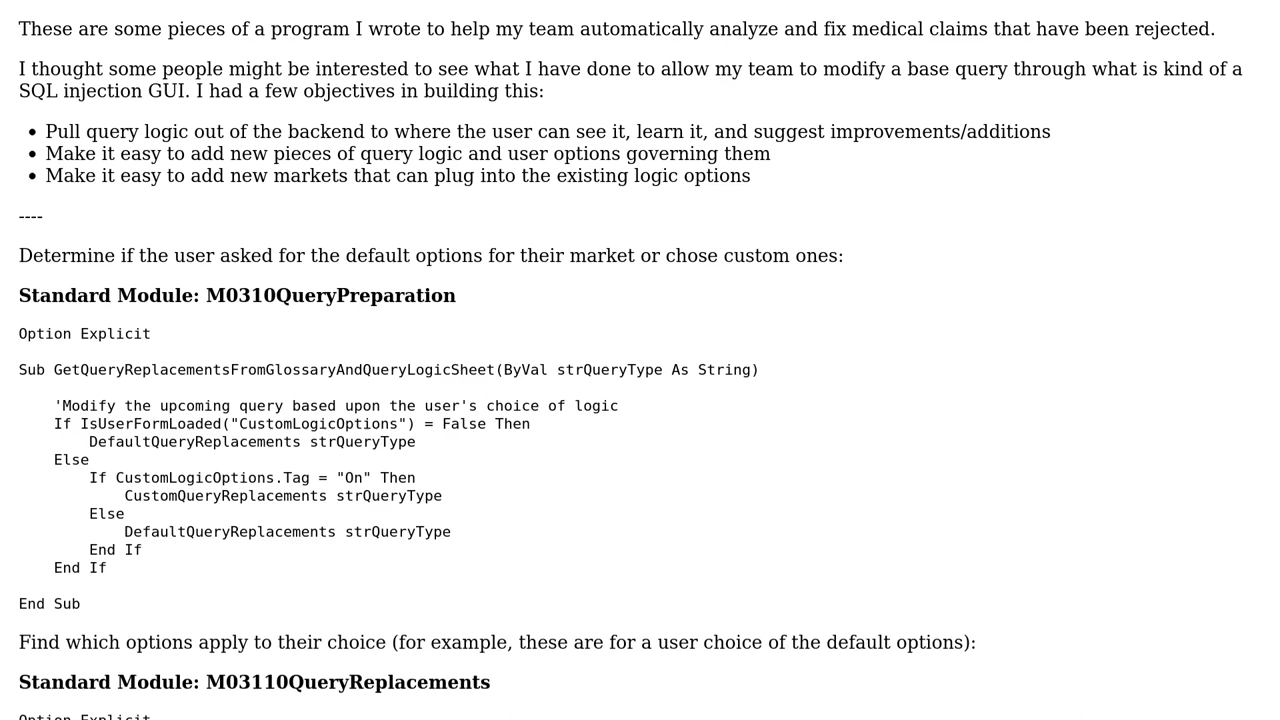 These are some pieces of a program I wrote to help my team automatically analyze and fix medical claims that have been rejected.
I thought some people might be interested to see what I have done to allow my team to modify a base query through what is kind of a
SQL injection GUI. I had a few objectives in building this:
• Pull query logic out of the backend to where the user can see it, learn it, and suggest improvements/additions
• Make it easy to add new pieces of query logic and user options governing them
• Make it easy to add new markets that can plug into the existing logic options
----
Determine if the user asked for the default options for their market or chose custom ones:
Standard Module: M0310QueryPreparation
Option Explicit
Sub GetQueryReplacementsFromGlossaryAndQueryLogicSheet(ByVal strQueryType As String)
    'Modify the upcoming query based upon the user's choice of logic
    If IsUserFormLoaded("CustomLogicOptions") = False Then
        DefaultQueryReplacements strQueryType
    Else
        If CustomLogicOptions.Tag = "On" Then
            CustomQueryReplacements strQueryType
        Else
            DefaultQueryReplacements strQueryType
        End If
    End If
End Sub
Find which options apply to their choice (for example, these are for a user choice of the default options):
Standard Module: M03110QueryReplacements
Option Explicit